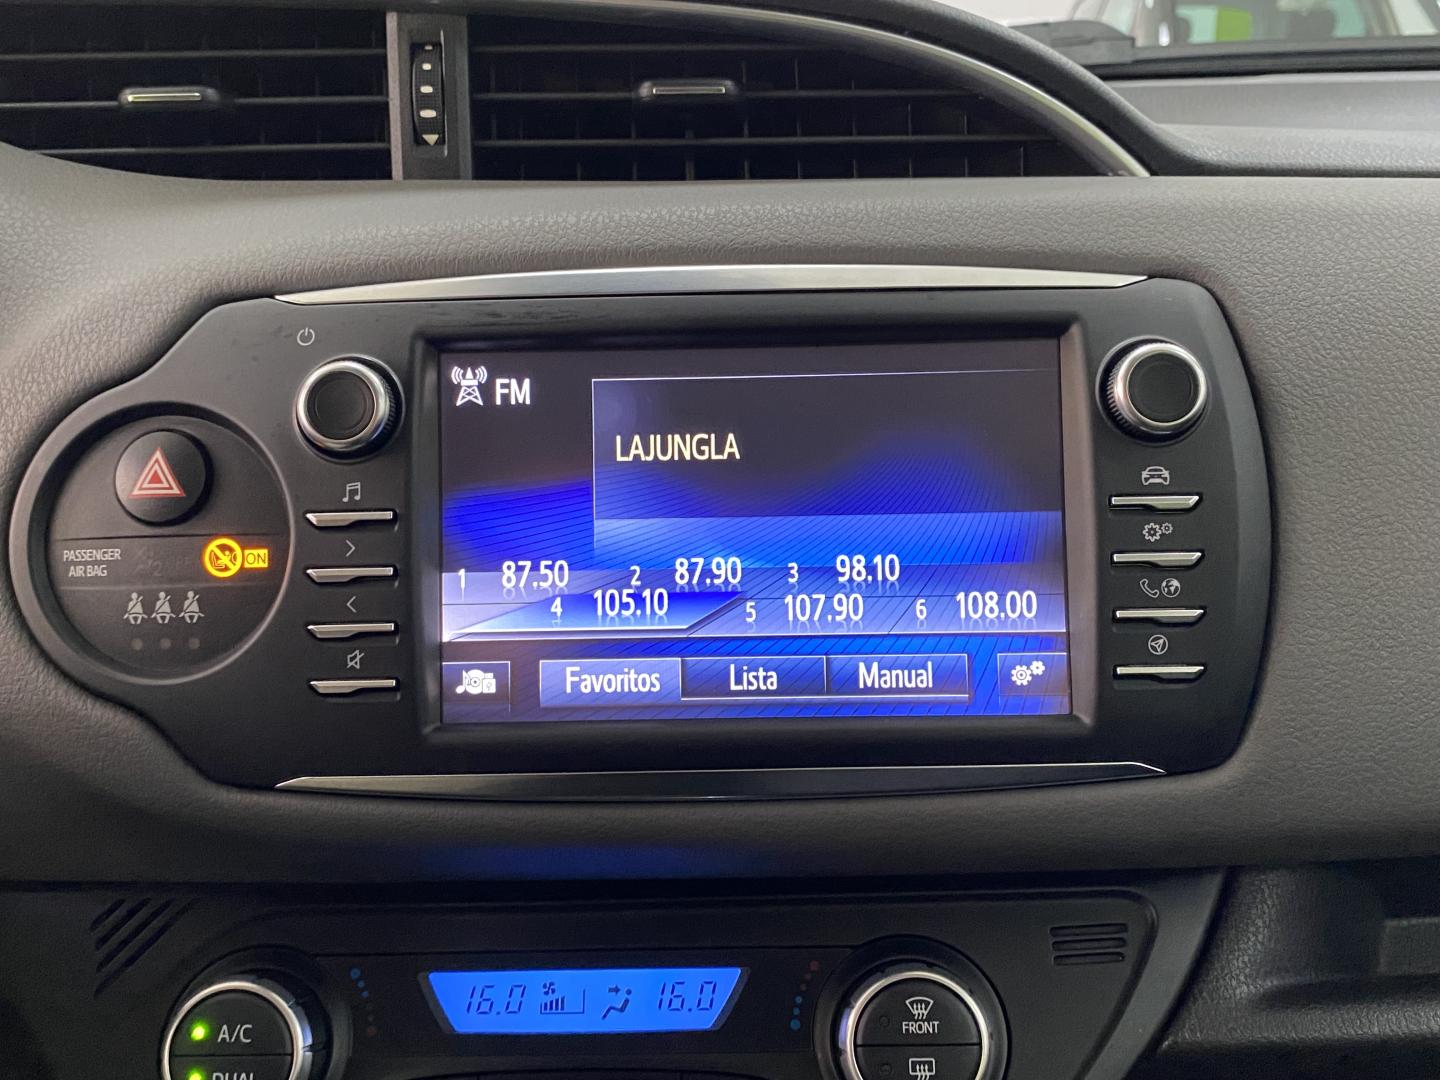 FM
LAJUNGLA
1 87.50 2 87.90 3 98.10
4 105.10 5 107.90 6 108.00
Favoritos Lista Manual
PASSENGER
AIR BAG
ON
16.0 16.0
A/C
DUAL
FRONT